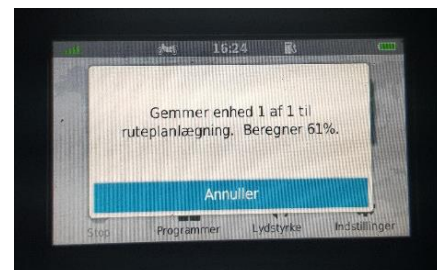 16:24
Gemmer enhed 1 af 1 til
ruteplanlægning. Beregner 61%.
Annuller
Stop Programmer Lydstyrke Indstillinger